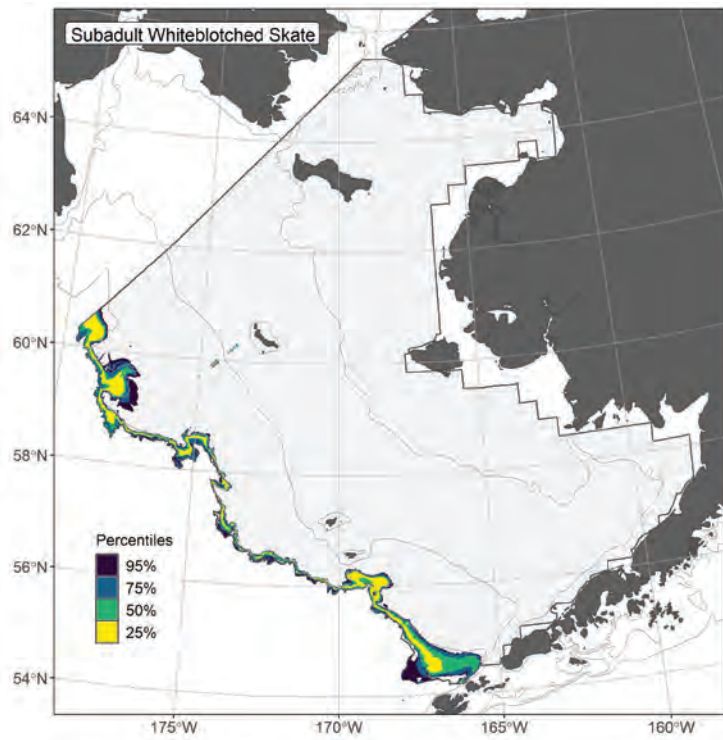 Subadult Whiteblotched Skate
64°N
62°N
60°N
58°N
56°N
54°N
Percentiles
95%
75%
50%
25%
175°W
170°W
165°W
160°W